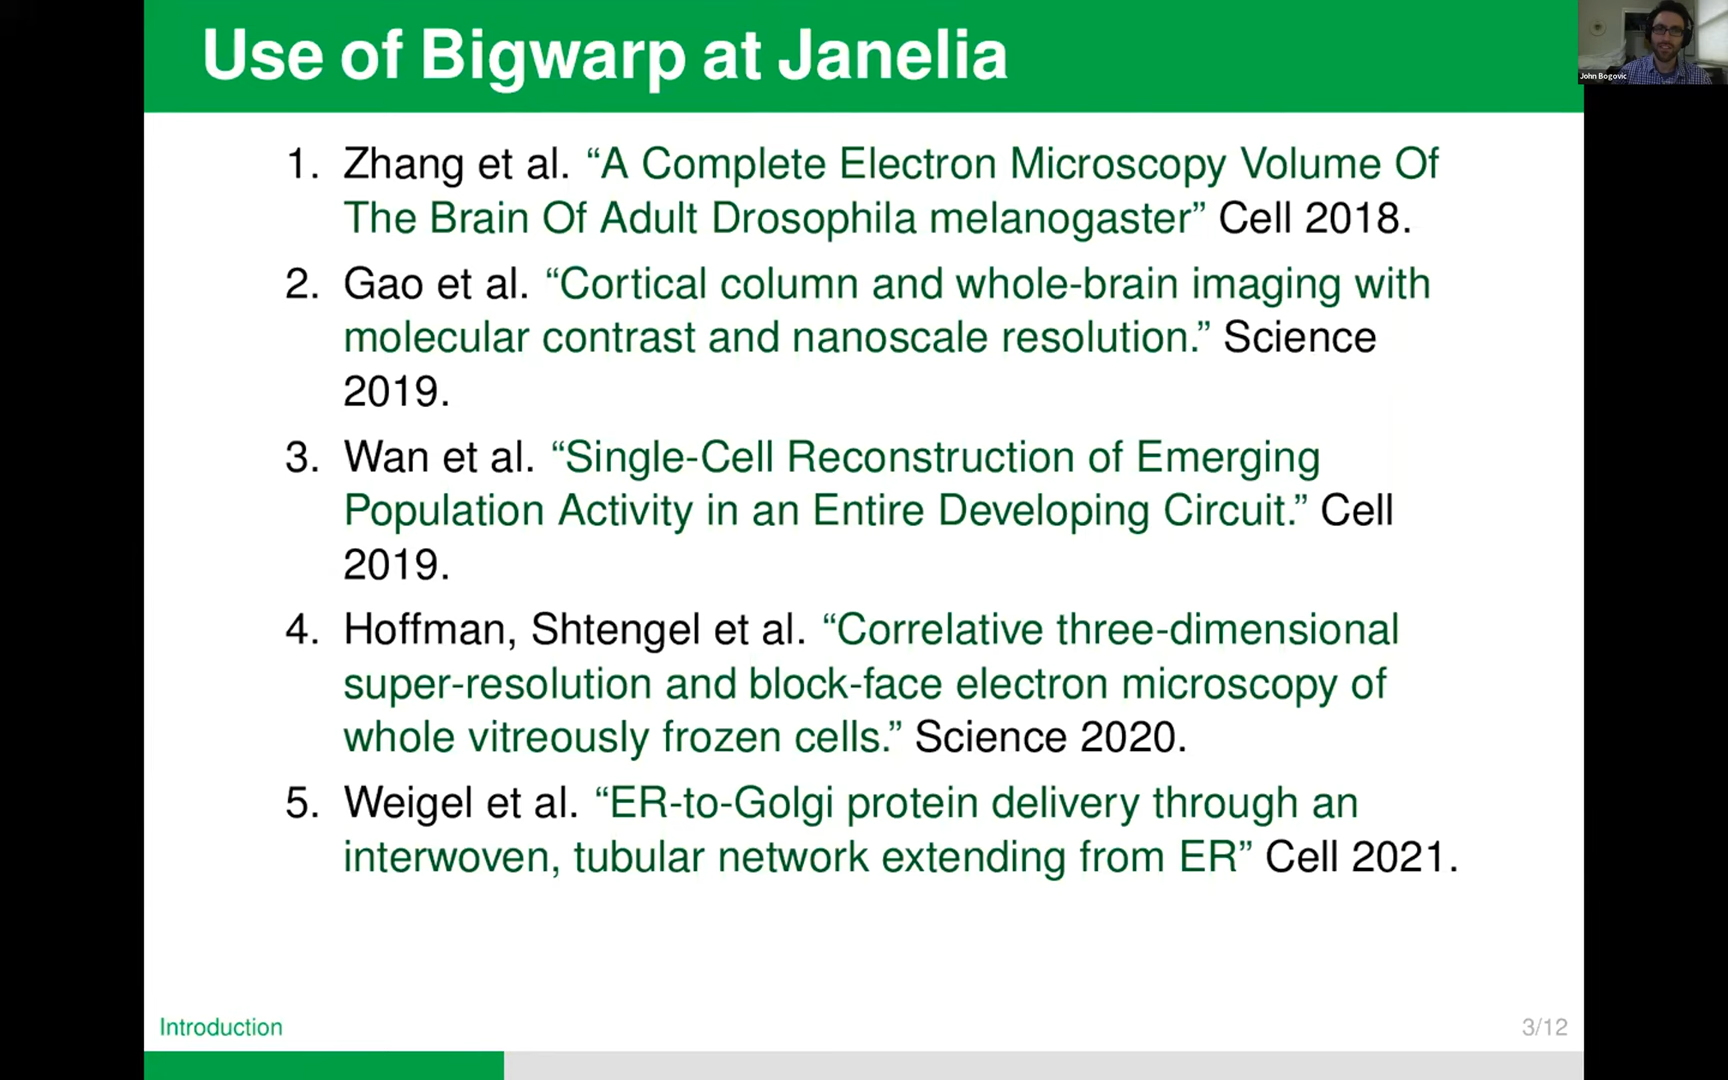 Use of Bigwarp at Janelia
John Bogovic
1. Zhang et al. “A Complete Electron Microscopy Volume Of
The Brain Of Adult Drosophila melanogaster” Cell 2018.
2. Gao et al. “Cortical column and whole-brain imaging with
molecular contrast and nanoscale resolution.” Science
2019.
3. Wan et al. “Single-Cell Reconstruction of Emerging
Population Activity in an Entire Developing Circuit.” Cell
2019.
4. Hoffman, Shtengel et al. “Correlative three-dimensional
super-resolution and block-face electron microscopy of
whole vitreously frozen cells.” Science 2020.
5. Weigel et al. “ER-to-Golgi protein delivery through an
interwoven, tubular network extending from ER” Cell 2021.
Introduction
3/12